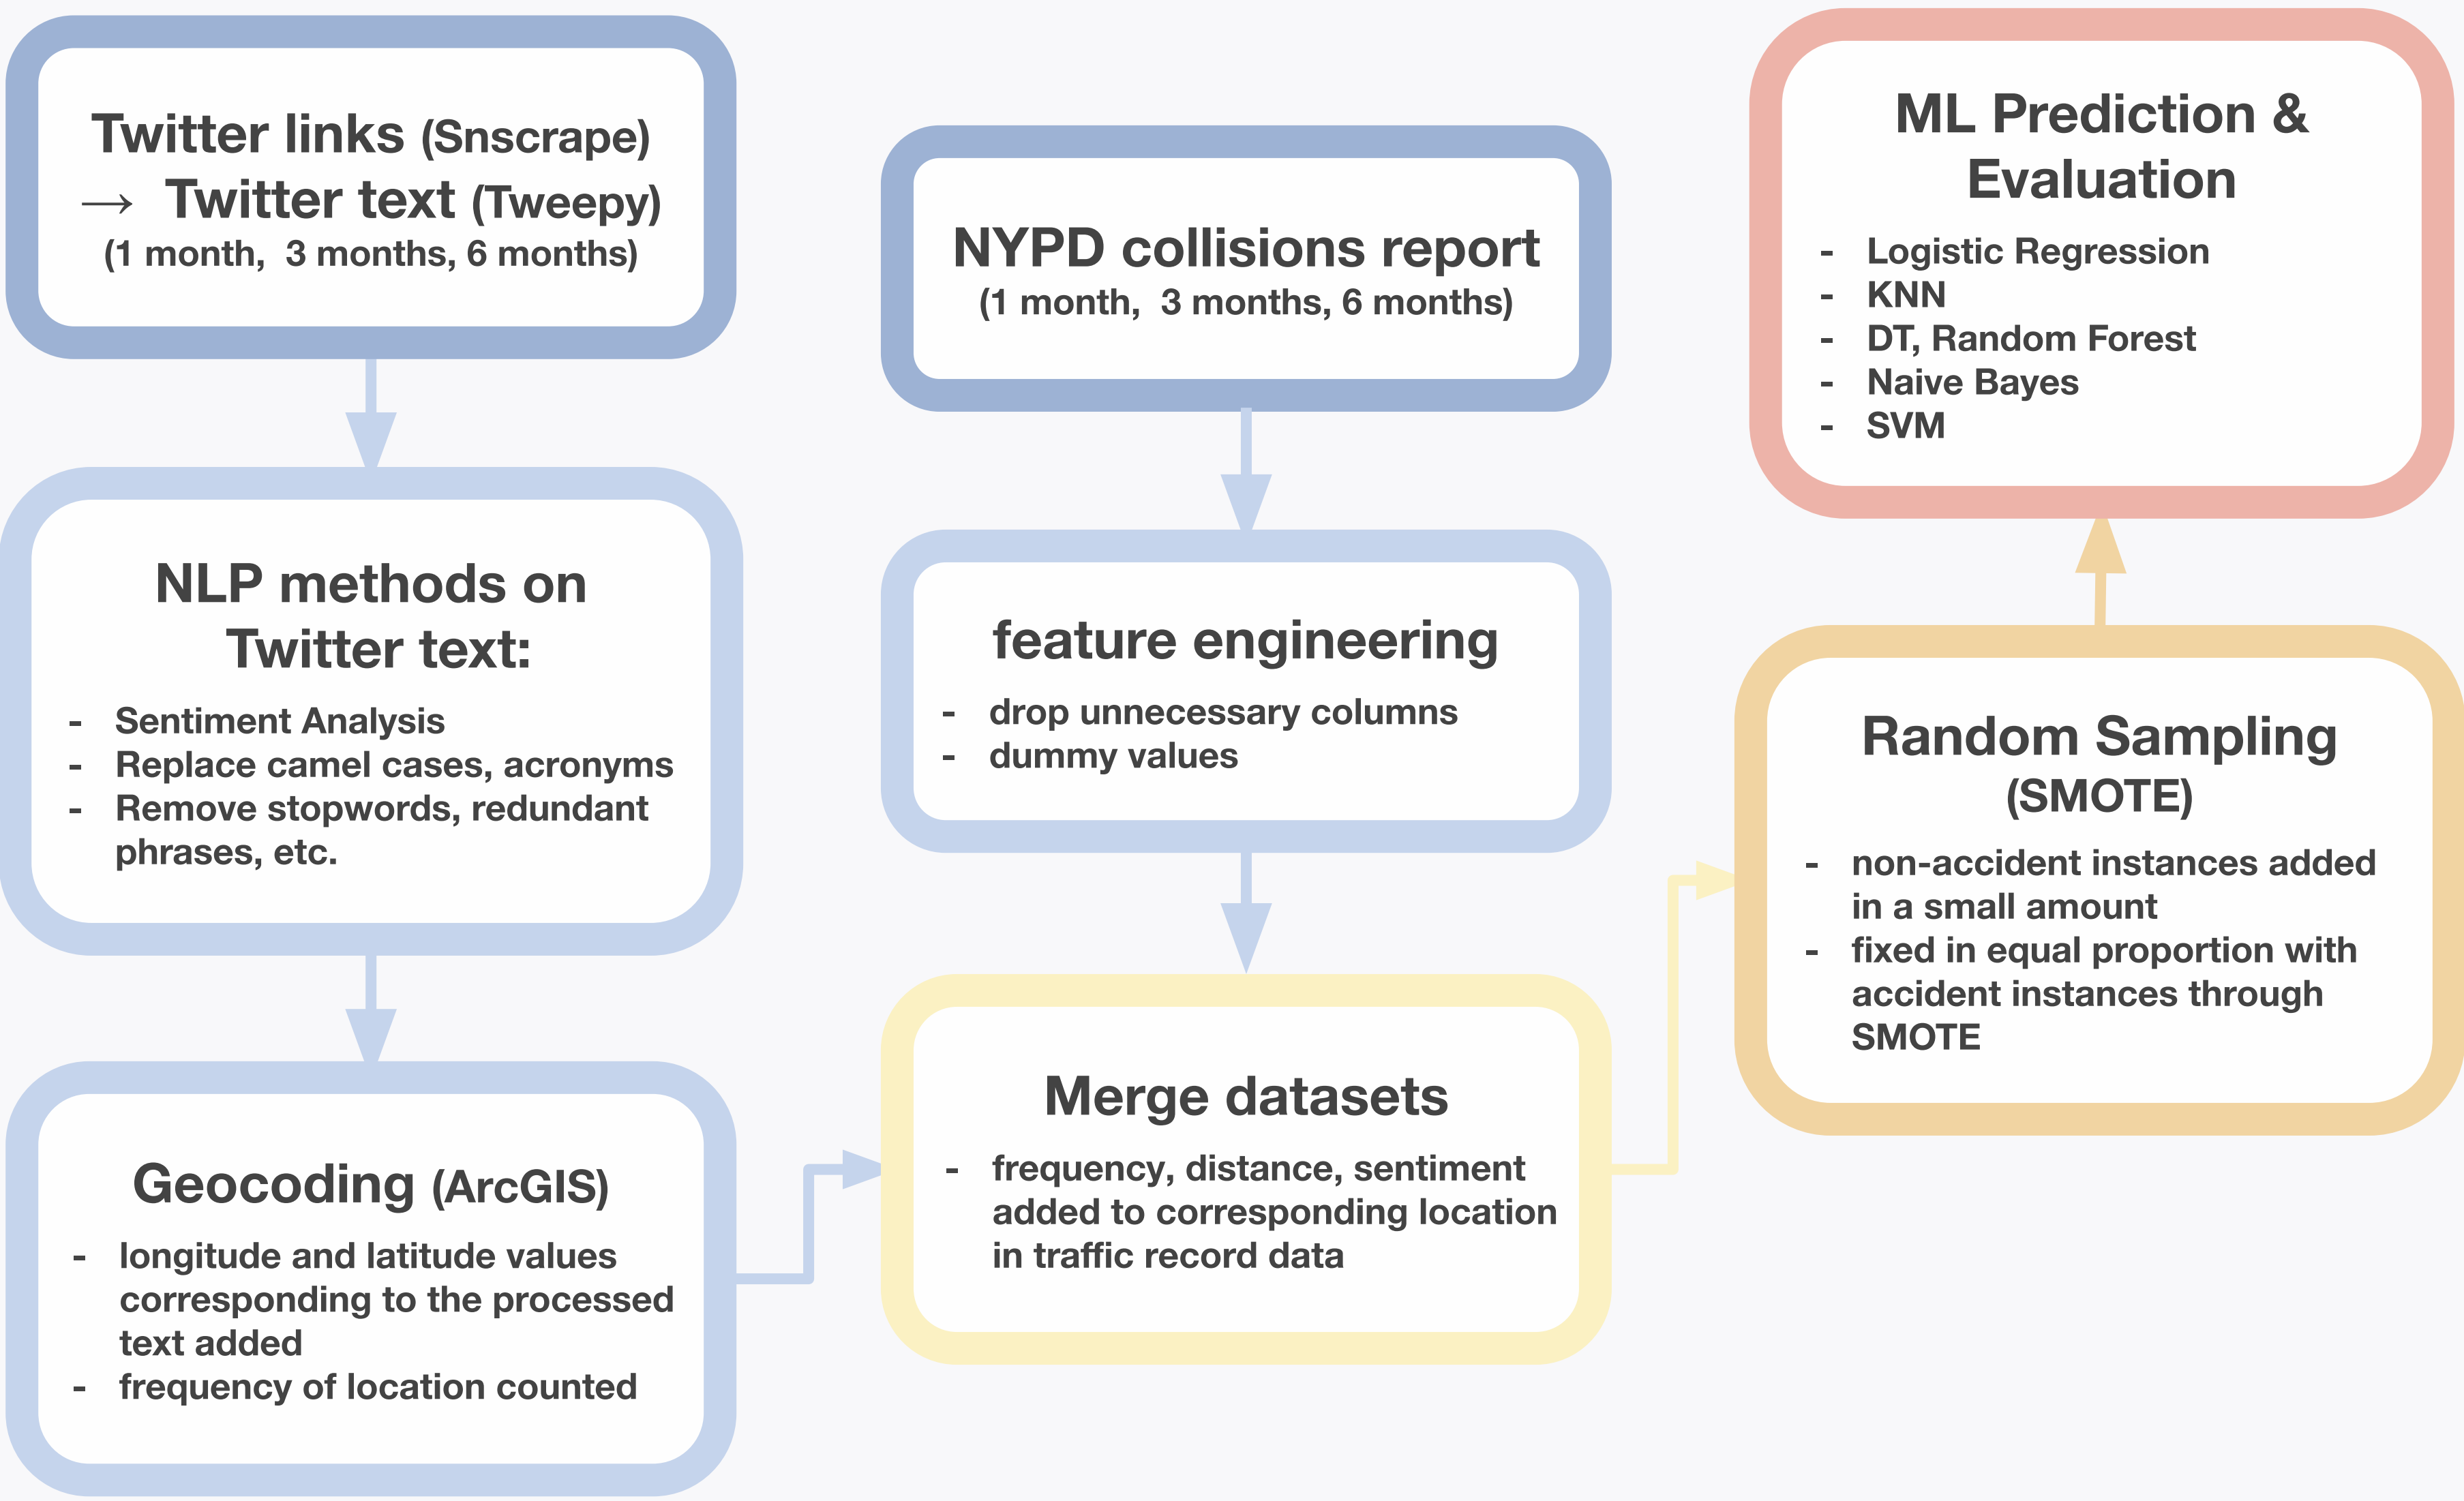 Twitter links (Snscrape)
→ Twitter text (Tweepy)
(1 month, 3 months, 6 months)
NLP methods on
Twitter text:
- Sentiment Analysis
- Replace camel cases, acronyms
- Remove stopwords, redundant
phrases, etc.
Geocoding (ArcGIS)
- longitude and latitude values
corresponding to the processed
text added
- frequency of location counted
NYPD collisions report
(1 month, 3 months, 6 months)
feature engineering
- drop unnecessary columns
- dummy values
Merge datasets
- frequency, distance, sentiment
added to corresponding location
in traffic record data
Random Sampling
(SMOTE)
- non-accident instances added
in a small amount
- fixed in equal proportion with
accident instances through
SMOTE
ML Prediction &
Evaluation
- Logistic Regression
- KNN
- DT, Random Forest
- Naive Bayes
- SVM